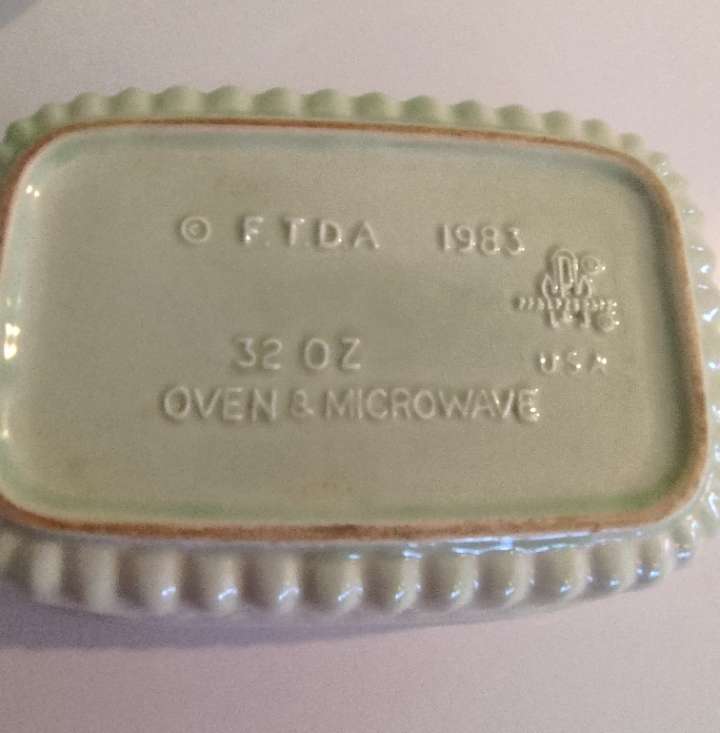 © F.T.D.A 1983
32 OZ
USA
OVEN & MICROWAVE